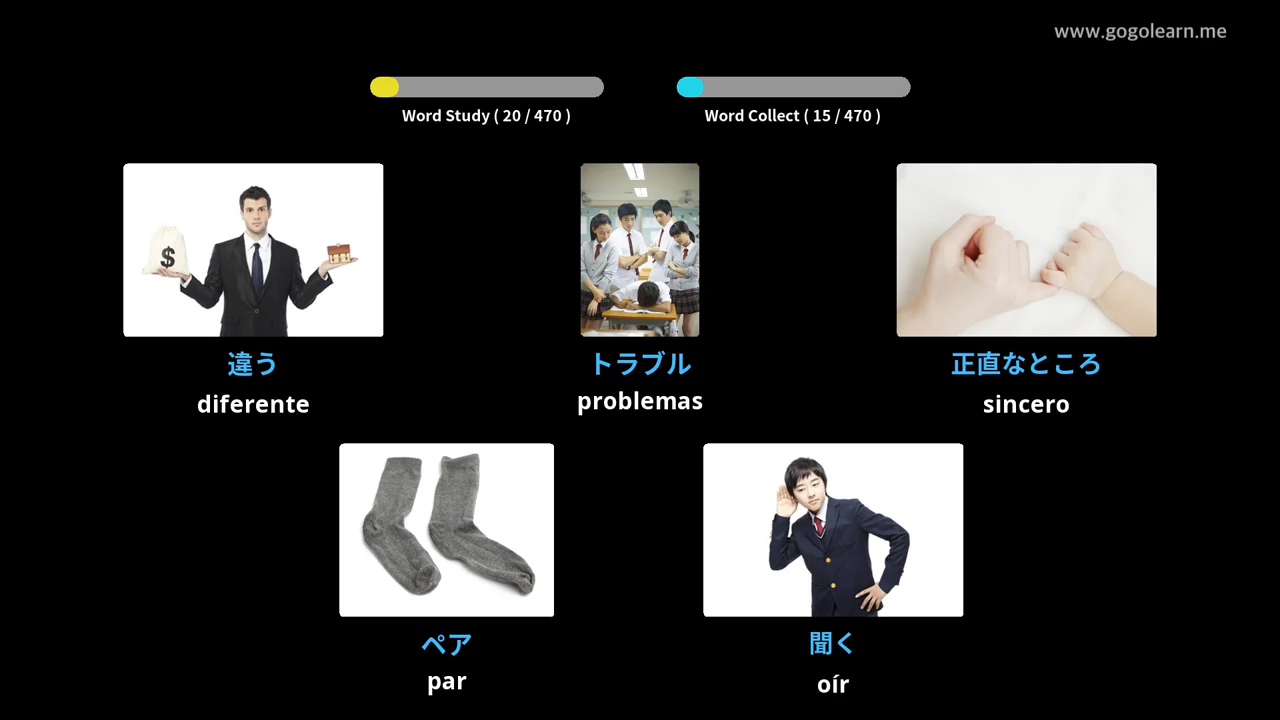 www.gogolearn.me
Word Study ( 20 / 470 )
Word Collect ( 15 / 470 )
$
違う
diferente
トラブル
problemas
正直なところ
sincero
ペア
par
聞く
oír